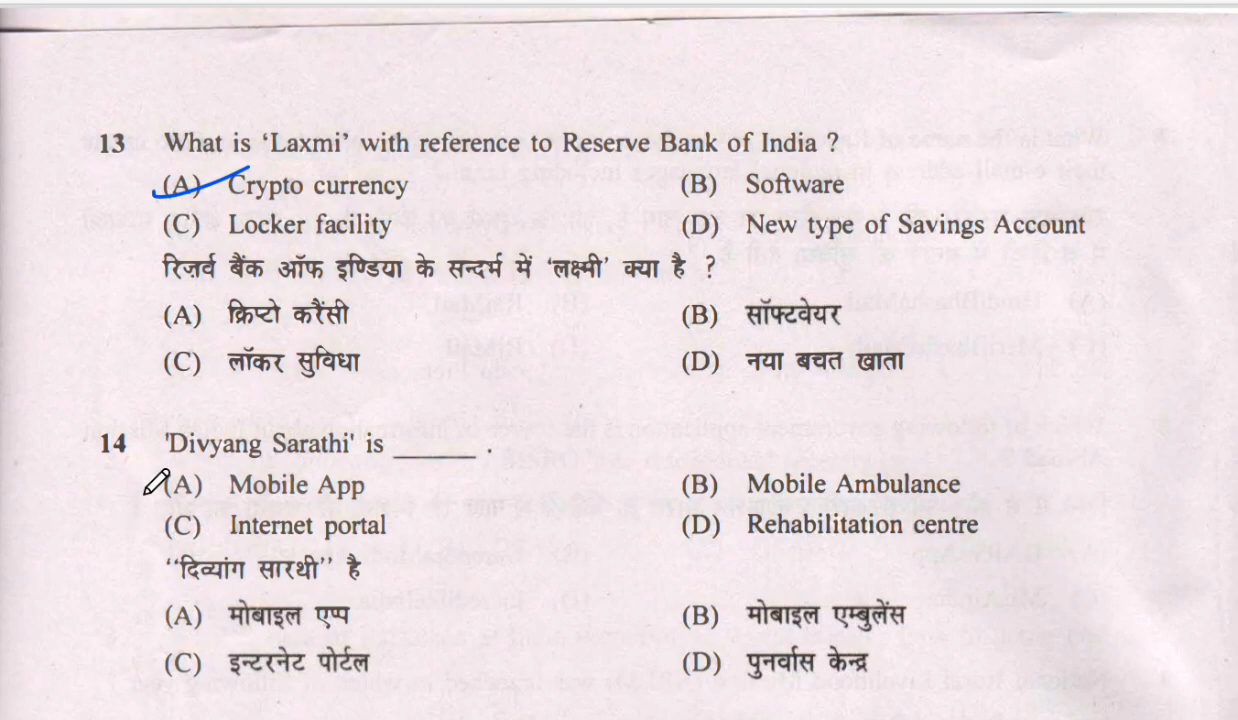 13 What is 'Laxmi' with reference to Reserve Bank of India ?
(A) Crypto currency (B) Software
(C) Locker facility (D) New type of Savings Account
रिजर्व बैंक ऑफ इण्डिया के सन्दर्भ में 'लक्ष्मी' क्या है ?
(A) क्रिप्टो करैंसी (B) सॉफ्टवेयर
(C) लॉकर सुविधा (D) नया बचत खाता
14 'Divyang Sarathi' is ______ .
(A) Mobile App (B) Mobile Ambulance
(C) Internet portal (D) Rehabilitation centre
"दिव्यांग सारथी" है
(A) मोबाइल एप्प (B) मोबाइल एम्बुलेंस
(C) इन्टरनेट पोर्टल (D) पुनर्वास केन्द्र